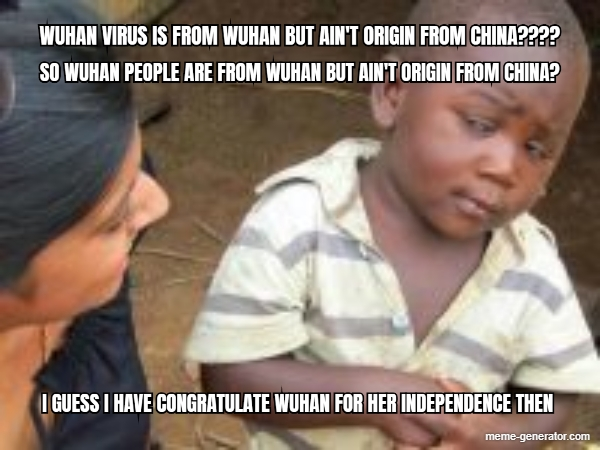 WUHAN VIRUS IS FROM WUHAN BUT AIN'T ORIGIN FROM CHINA????
SO WUHAN PEOPLE ARE FROM WUHAN BUT AIN'T ORIGIN FROM CHINA?
I GUESS I HAVE CONGRATULATE WUHAN FOR HER INDEPENDENCE THEN
meme-generator.com